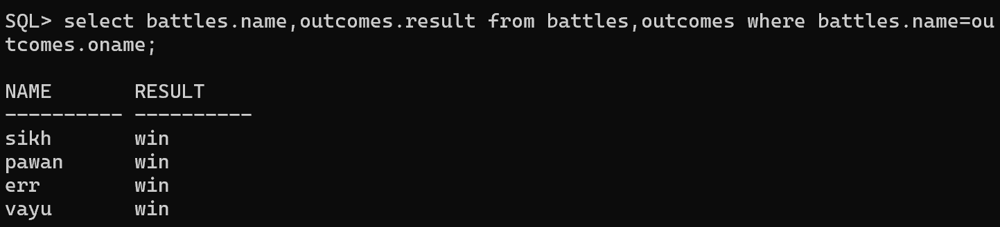 SQL> select battles.name,outcomes.result from battles,outcomes where battles.name=ou
tcomes.oname;

NAME       RESULT
---------- ----------
sikh       win
pawan      win
err        win
vayu       win